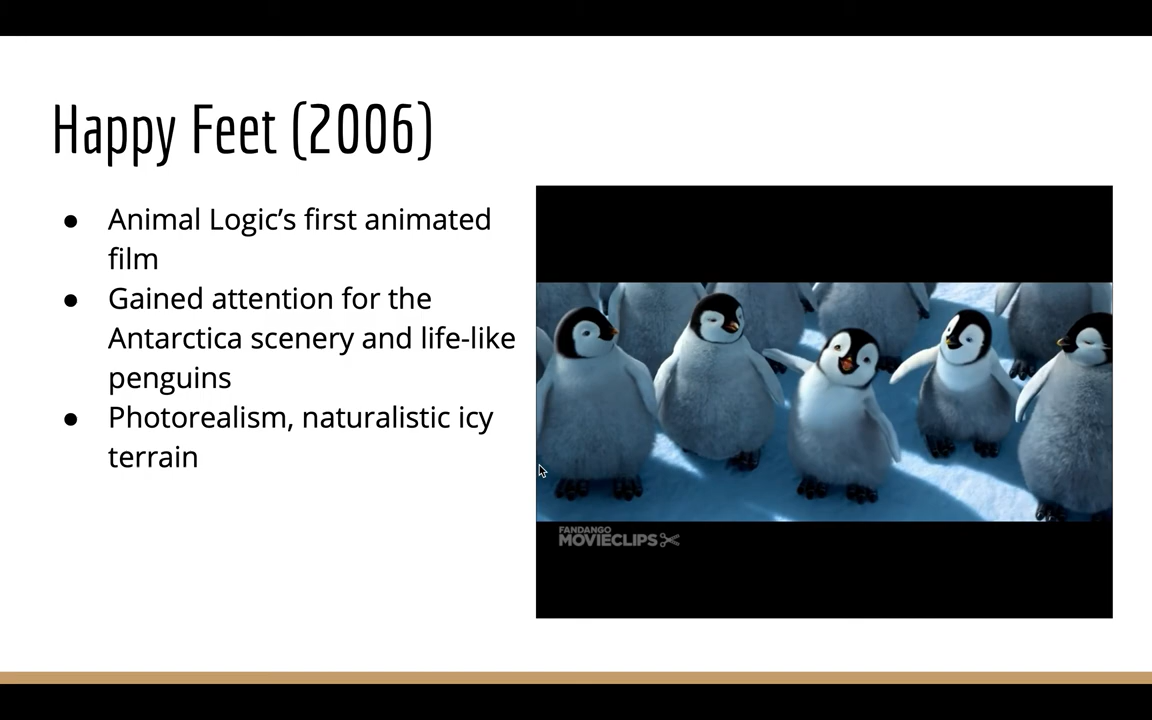 Happy Feet (2006)
● Animal Logic’s first animated
film
● Gained attention for the
Antarctica scenery and life-like
penguins
● Photorealism, naturalistic icy
terrain
FANDANGO
MOVIECLIPS